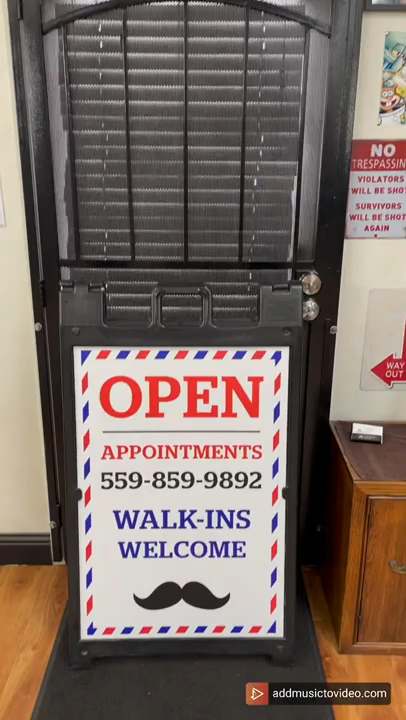 NO
TRESPASSING
VIOLATORS
WILL BE SHOT
SURVIVORS
WILL BE SHOT
AGAIN
WAY
OUT
OPEN
APPOINTMENTS
559-859-9892
WALK-INS
WELCOME
addmusictovideo.com